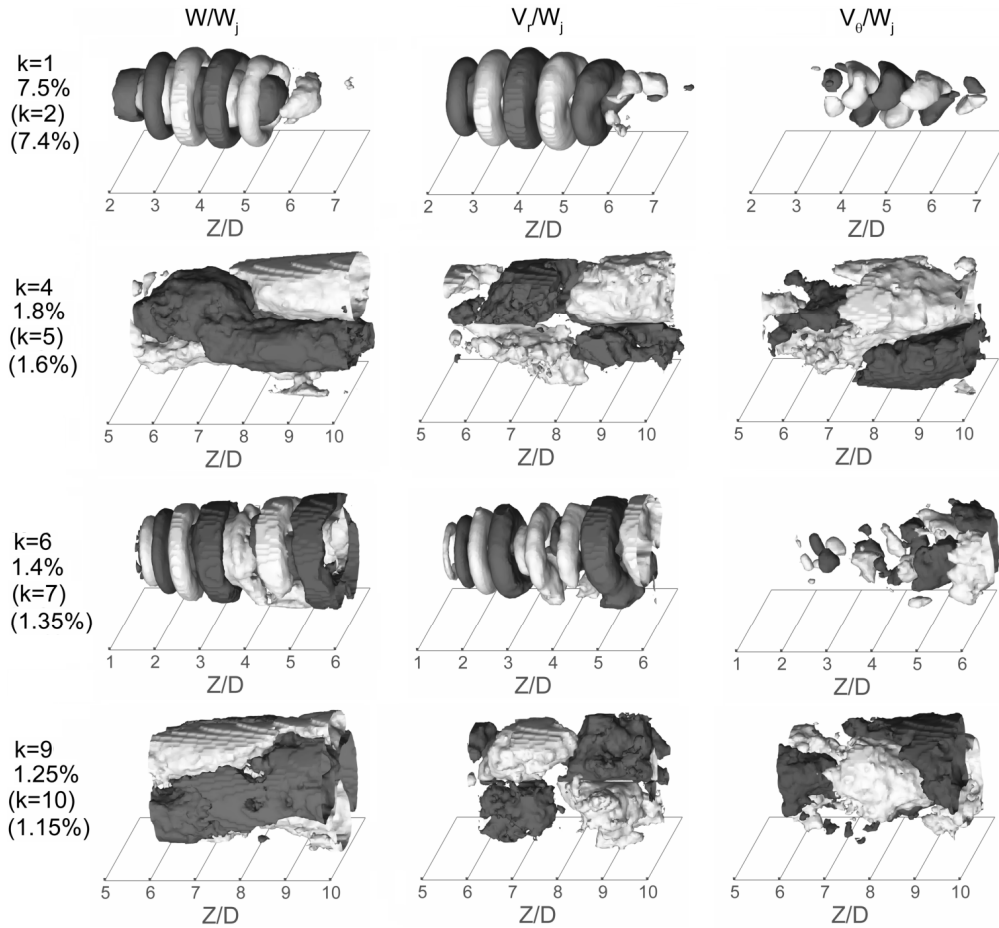 W/W_j V_r/W_j V_θ/W_j
k=1
7.5%
(k=2)
(7.4%)
2 3 4 5 6 7
Z/D
2 3 4 5 6 7
Z/D
2 3 4 5 6 7
Z/D
k=4
1.8%
(k=5)
(1.6%)
5 6 7 8 9 10
Z/D
5 6 7 8 9 10
Z/D
5 6 7 8 9 10
Z/D
k=6
1.4%
(k=7)
(1.35%)
1 2 3 4 5 6
Z/D
1 2 3 4 5 6
Z/D
1 2 3 4 5 6
Z/D
k=9
1.25%
(k=10)
(1.15%)
5 6 7 8 9 10
Z/D
5 6 7 8 9 10
Z/D
5 6 7 8 9 10
Z/D